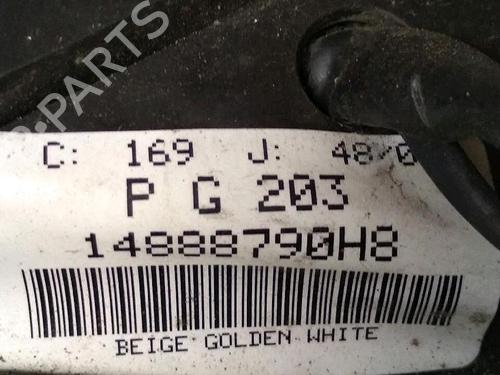 -PARTS
C: 169 J: 48/0
P G 203
14888790H8
BEIGE GOLDEN WHITE